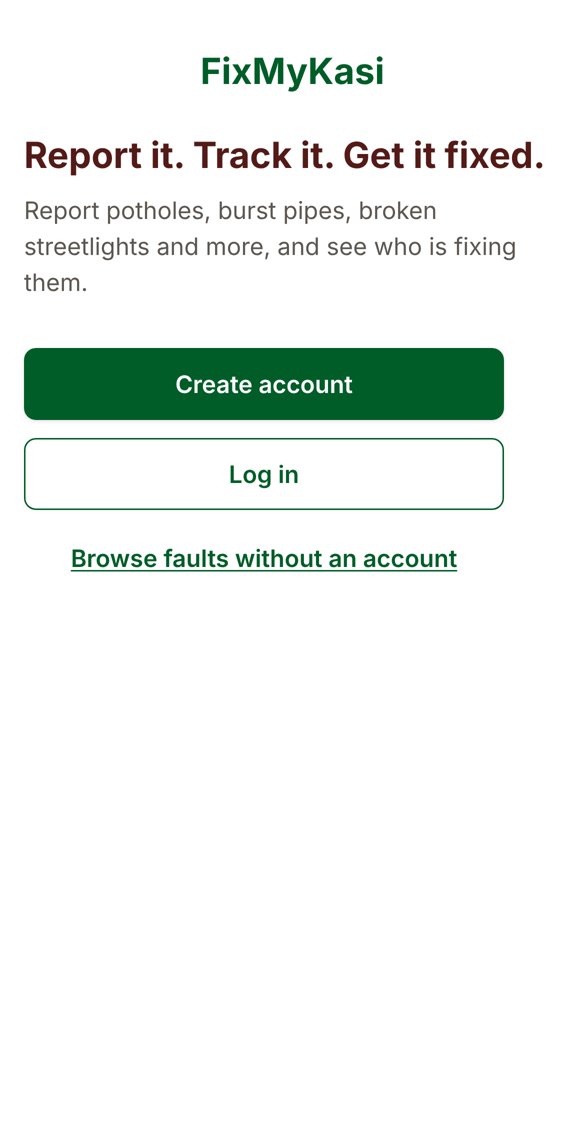 FixMyKasi
Report it. Track it. Get it fixed.
Report potholes, burst pipes, broken
streetlights and more, and see who is fixing
them.
Create account
Log in
Browse faults without an account